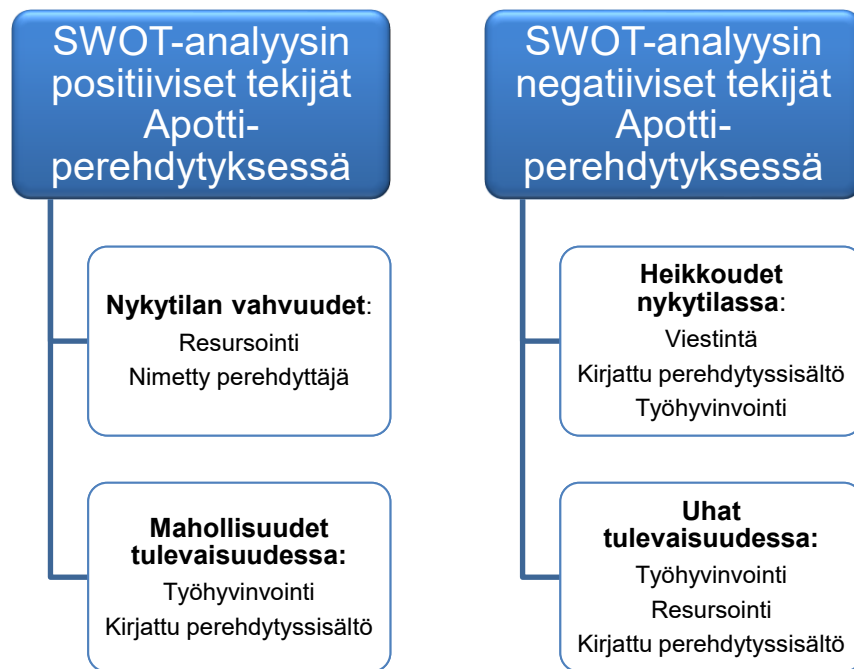 SWOT-analyysin
positiiviset tekijät
Apotti-
perehdytyksessä
Nykytilan vahvuudet:
Resursointi
Nimetty perehdyttäjä
Mahollisuudet
tulevaisuudessa:
Työhyvinvointi
Kirjattu perehdytyssisältö
SWOT-analyysin
negatiiviset tekijät
Apotti-
perehdytyksessä
Heikkoudet
nykytilassa:
Viestintä
Kirjattu perehdytyssisältö
Työhyvinvointi
Uhat
tulevaisuudessa:
Työhyvinvointi
Resursointi
Kirjattu perehdytyssisältö